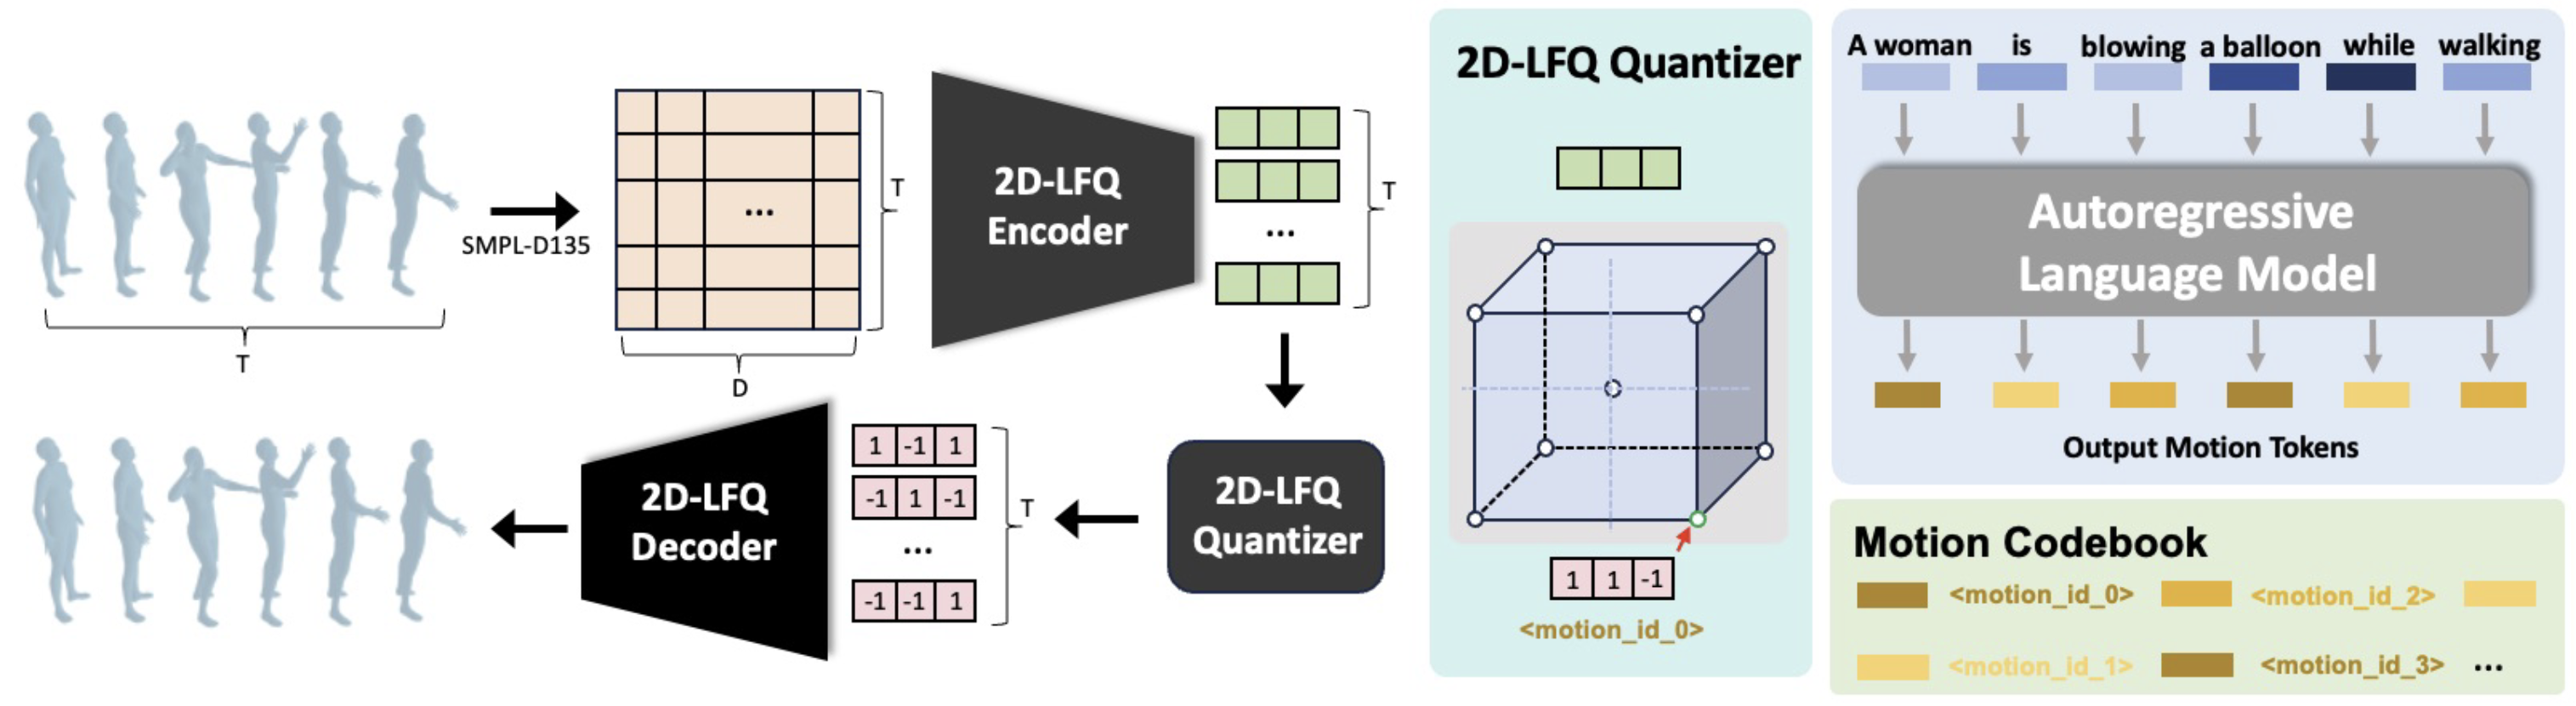 T
SMPL-D135
...
T
D
2D-LFQ
Encoder
...
T
2D-LFQ
Quantizer
1 -1 1
-1 1 -1
...
-1 -1 1
T
2D-LFQ
Decoder
2D-LFQ Quantizer
1 1 -1
<motion_id_0>
A woman is blowing a balloon while walking
Autoregressive
Language Model
Output Motion Tokens
Motion Codebook
<motion_id_0> <motion_id_2>
<motion_id_1> <motion_id_3> ...